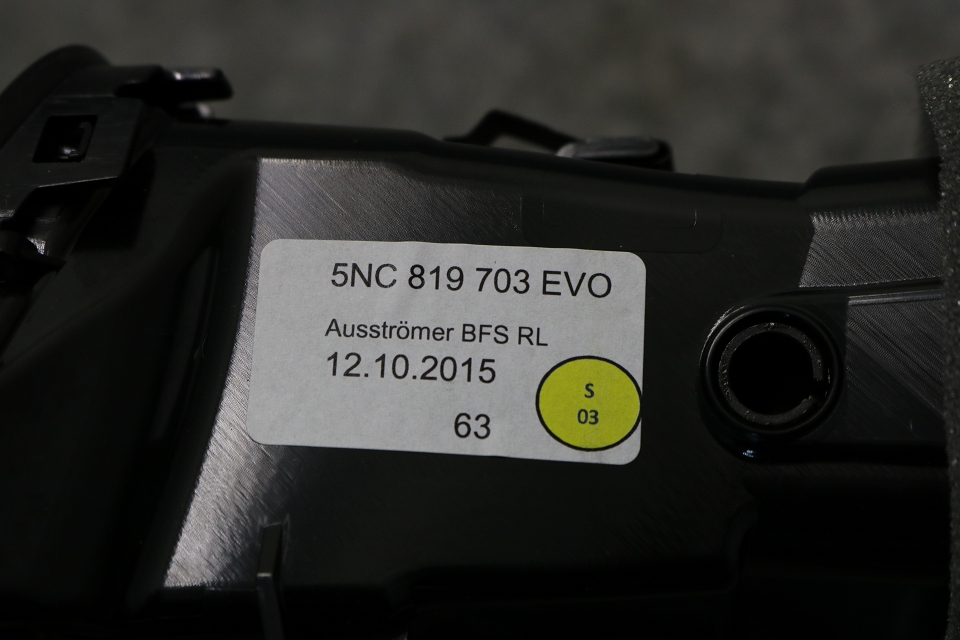 5NC 819 703 EVO
Ausströmer BFS RL
12.10.2015
63
S
03